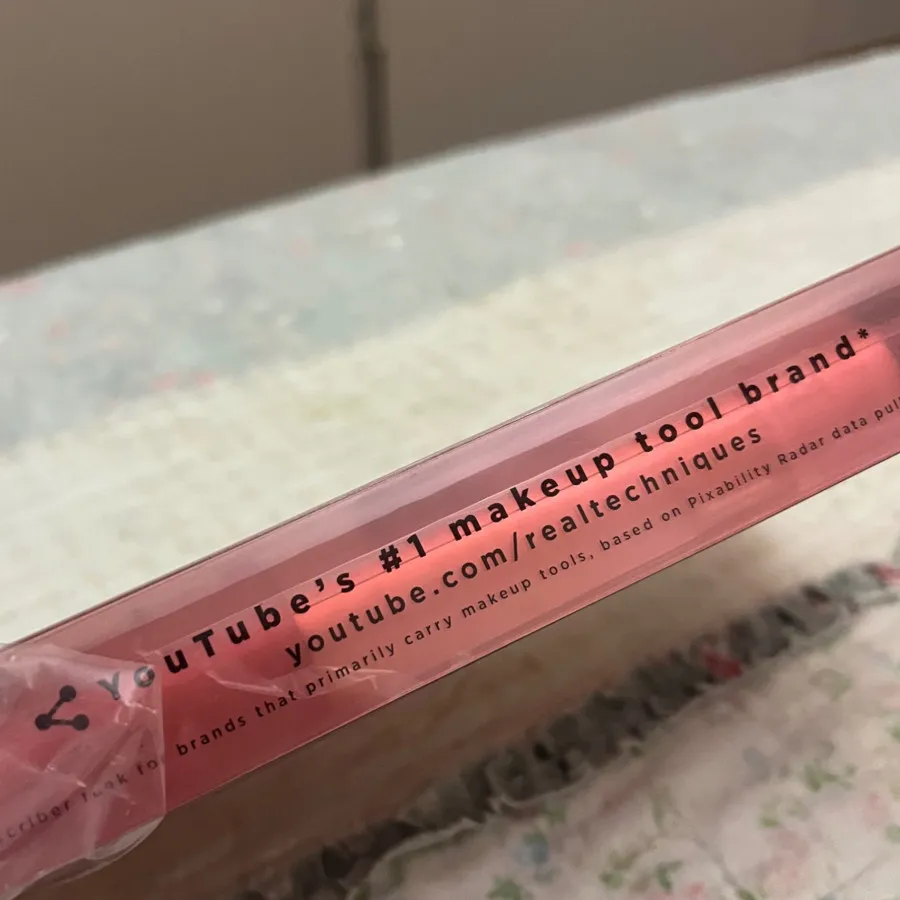 YouTube's #1 makeup tool brand*
youtube.com/realtechniques
brands that primarily carry makeup tools, based on Pixability Radar data